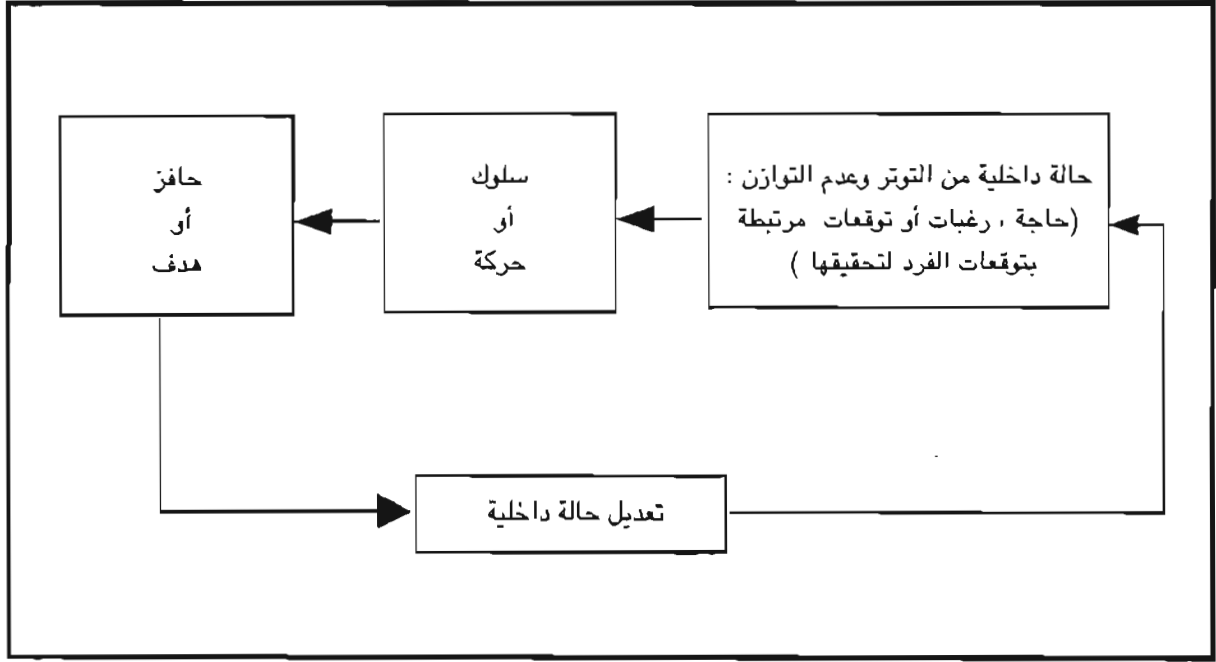 حالة داخلية من التوتر وعدم التوازن :
(حاجة ، رغبات أو توقعات مرتبطة
بتوقعات الفرد لتحقيقها )
سلوك
أو
حركة
حافز
أو
هدف
تعديل حالة داخلية